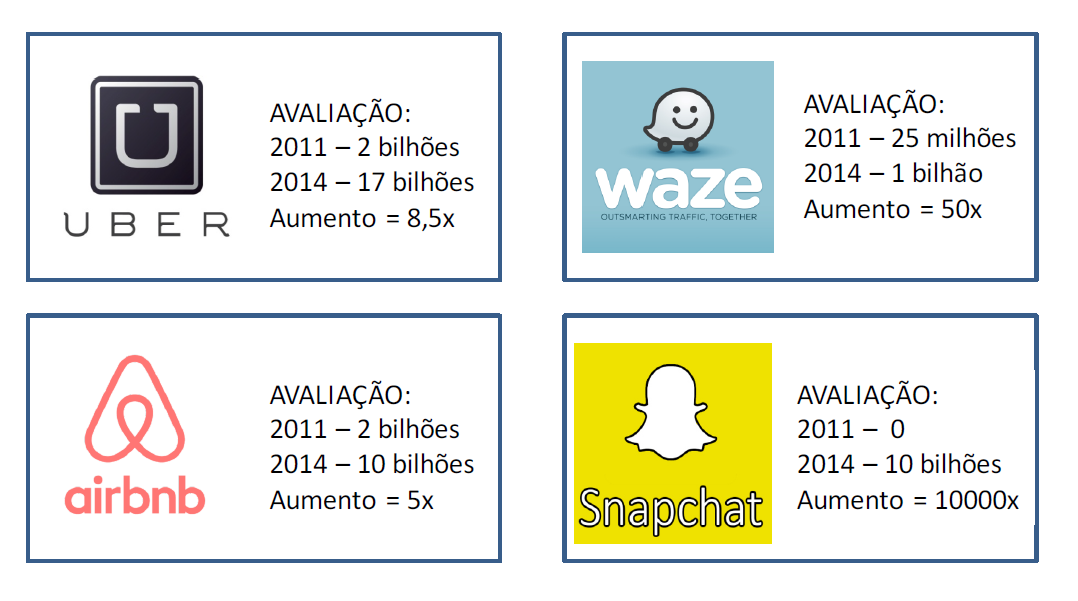 UBER
AVALIAÇÃO:
2011 – 2 bilhões
2014 – 17 bilhões
Aumento = 8,5x
waze
OUTSMARTING TRAFFIC, TOGETHER
AVALIAÇÃO:
2011 – 25 milhões
2014 – 1 bilhão
Aumento = 50x
airbnb
AVALIAÇÃO:
2011 – 2 bilhões
2014 – 10 bilhões
Aumento = 5x
Snapchat
AVALIAÇÃO:
2011 – 0
2014 – 10 bilhões
Aumento = 10000x